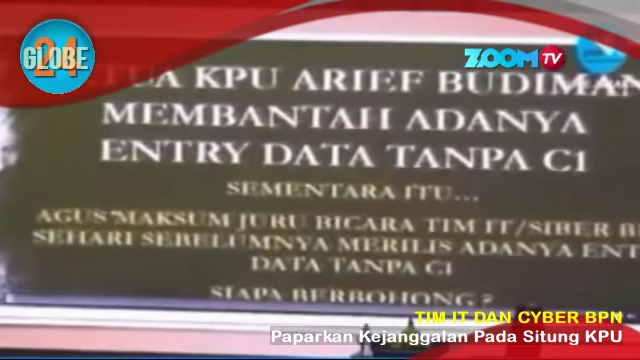 24
GLOBE
ZOOM TV
TUA KPU ARIEF BUDIMAN
MEMBANTAH ADANYA
ENTRY DATA TANPA C1
SEMENTARA ITU...
AGUS MAKSUM JURU BICARA TIM IT/SIBER B
SEHARI SEBELUMNYA MERILIS ADANYA ENT
DATA TANPA C1
SIAPA BERBOHONG?
TIM IT DAN CYBER BPN
Paparkan Kejanggalan Pada Situng KPU